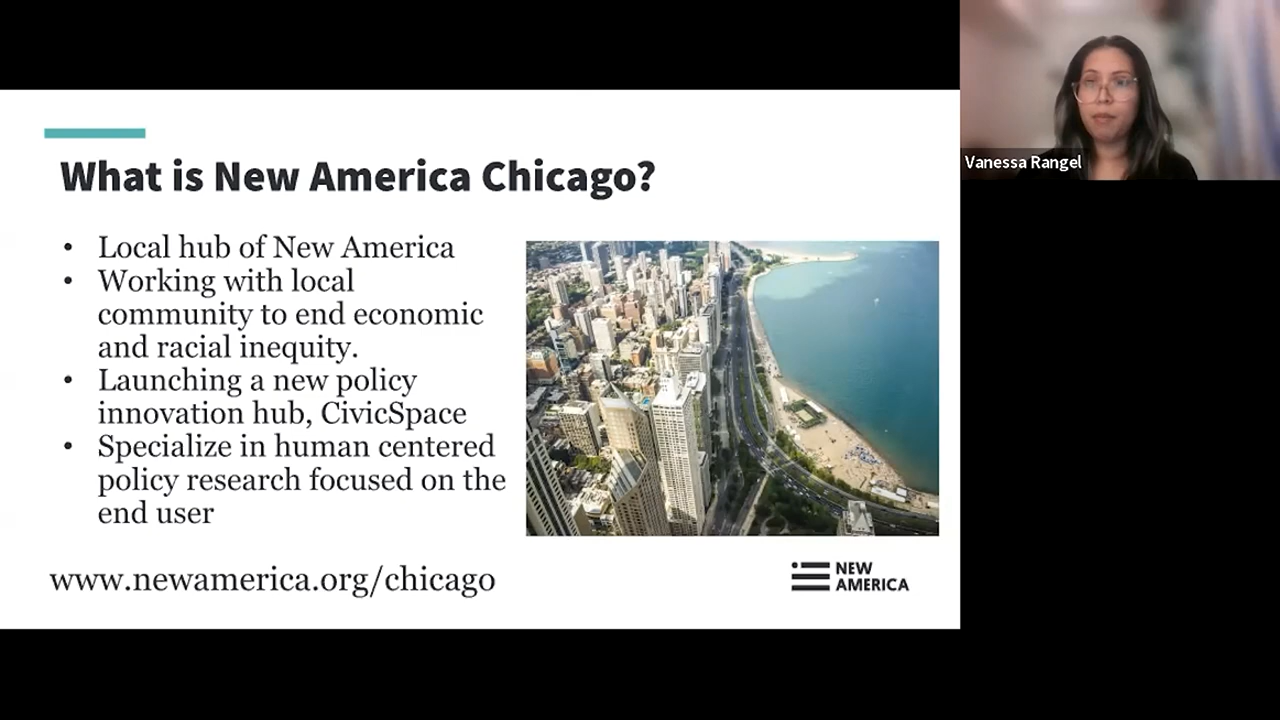 What is New America Chicago?
• Local hub of New America
• Working with local
community to end economic
and racial inequity.
• Launching a new policy
innovation hub, CivicSpace
• Specialize in human centered
policy research focused on the
end user
www.newamerica.org/chicago
NEW
AMERICA
Vanessa Rangel